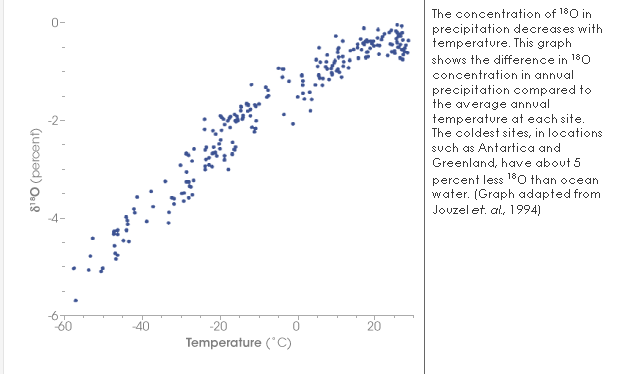 0
-2
-4
-6
δ¹⁸O (percent)
-60
-40
-20
0
20
Temperature (˚C)
The concentration of ¹⁸O in
precipitation decreases with
temperature. This graph
shows the difference in ¹⁸O
concentration in annual
precipitation compared to
the average annual
temperature at each site.
The coldest sites, in locations
such as Antartica and
Greenland, have about 5
percent less ¹⁸O than ocean
water. (Graph adapted from
Jouzel et. al., 1994)